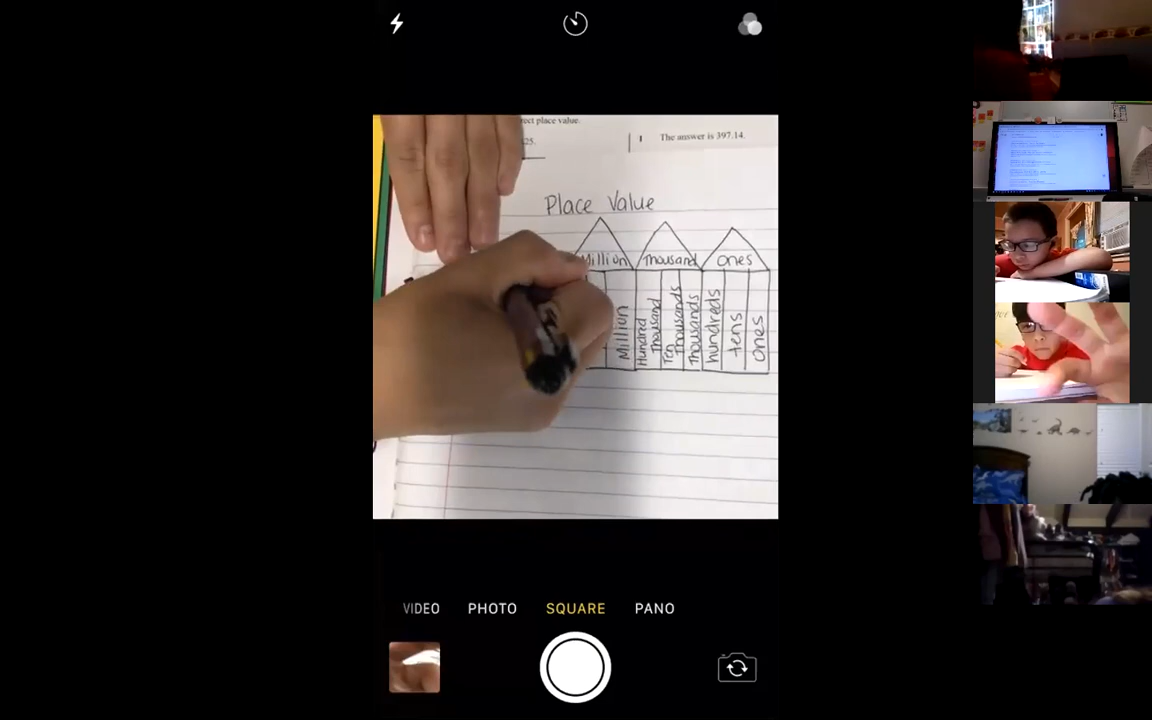 rect place value.
25.
The answer is 397.14.
Place Value
Million
Thousand
Ones
Million
Hundred Thousand
Ten Thousands
Thousands
hundreds
tens
ones
VIDEO
PHOTO
SQUARE
PANO